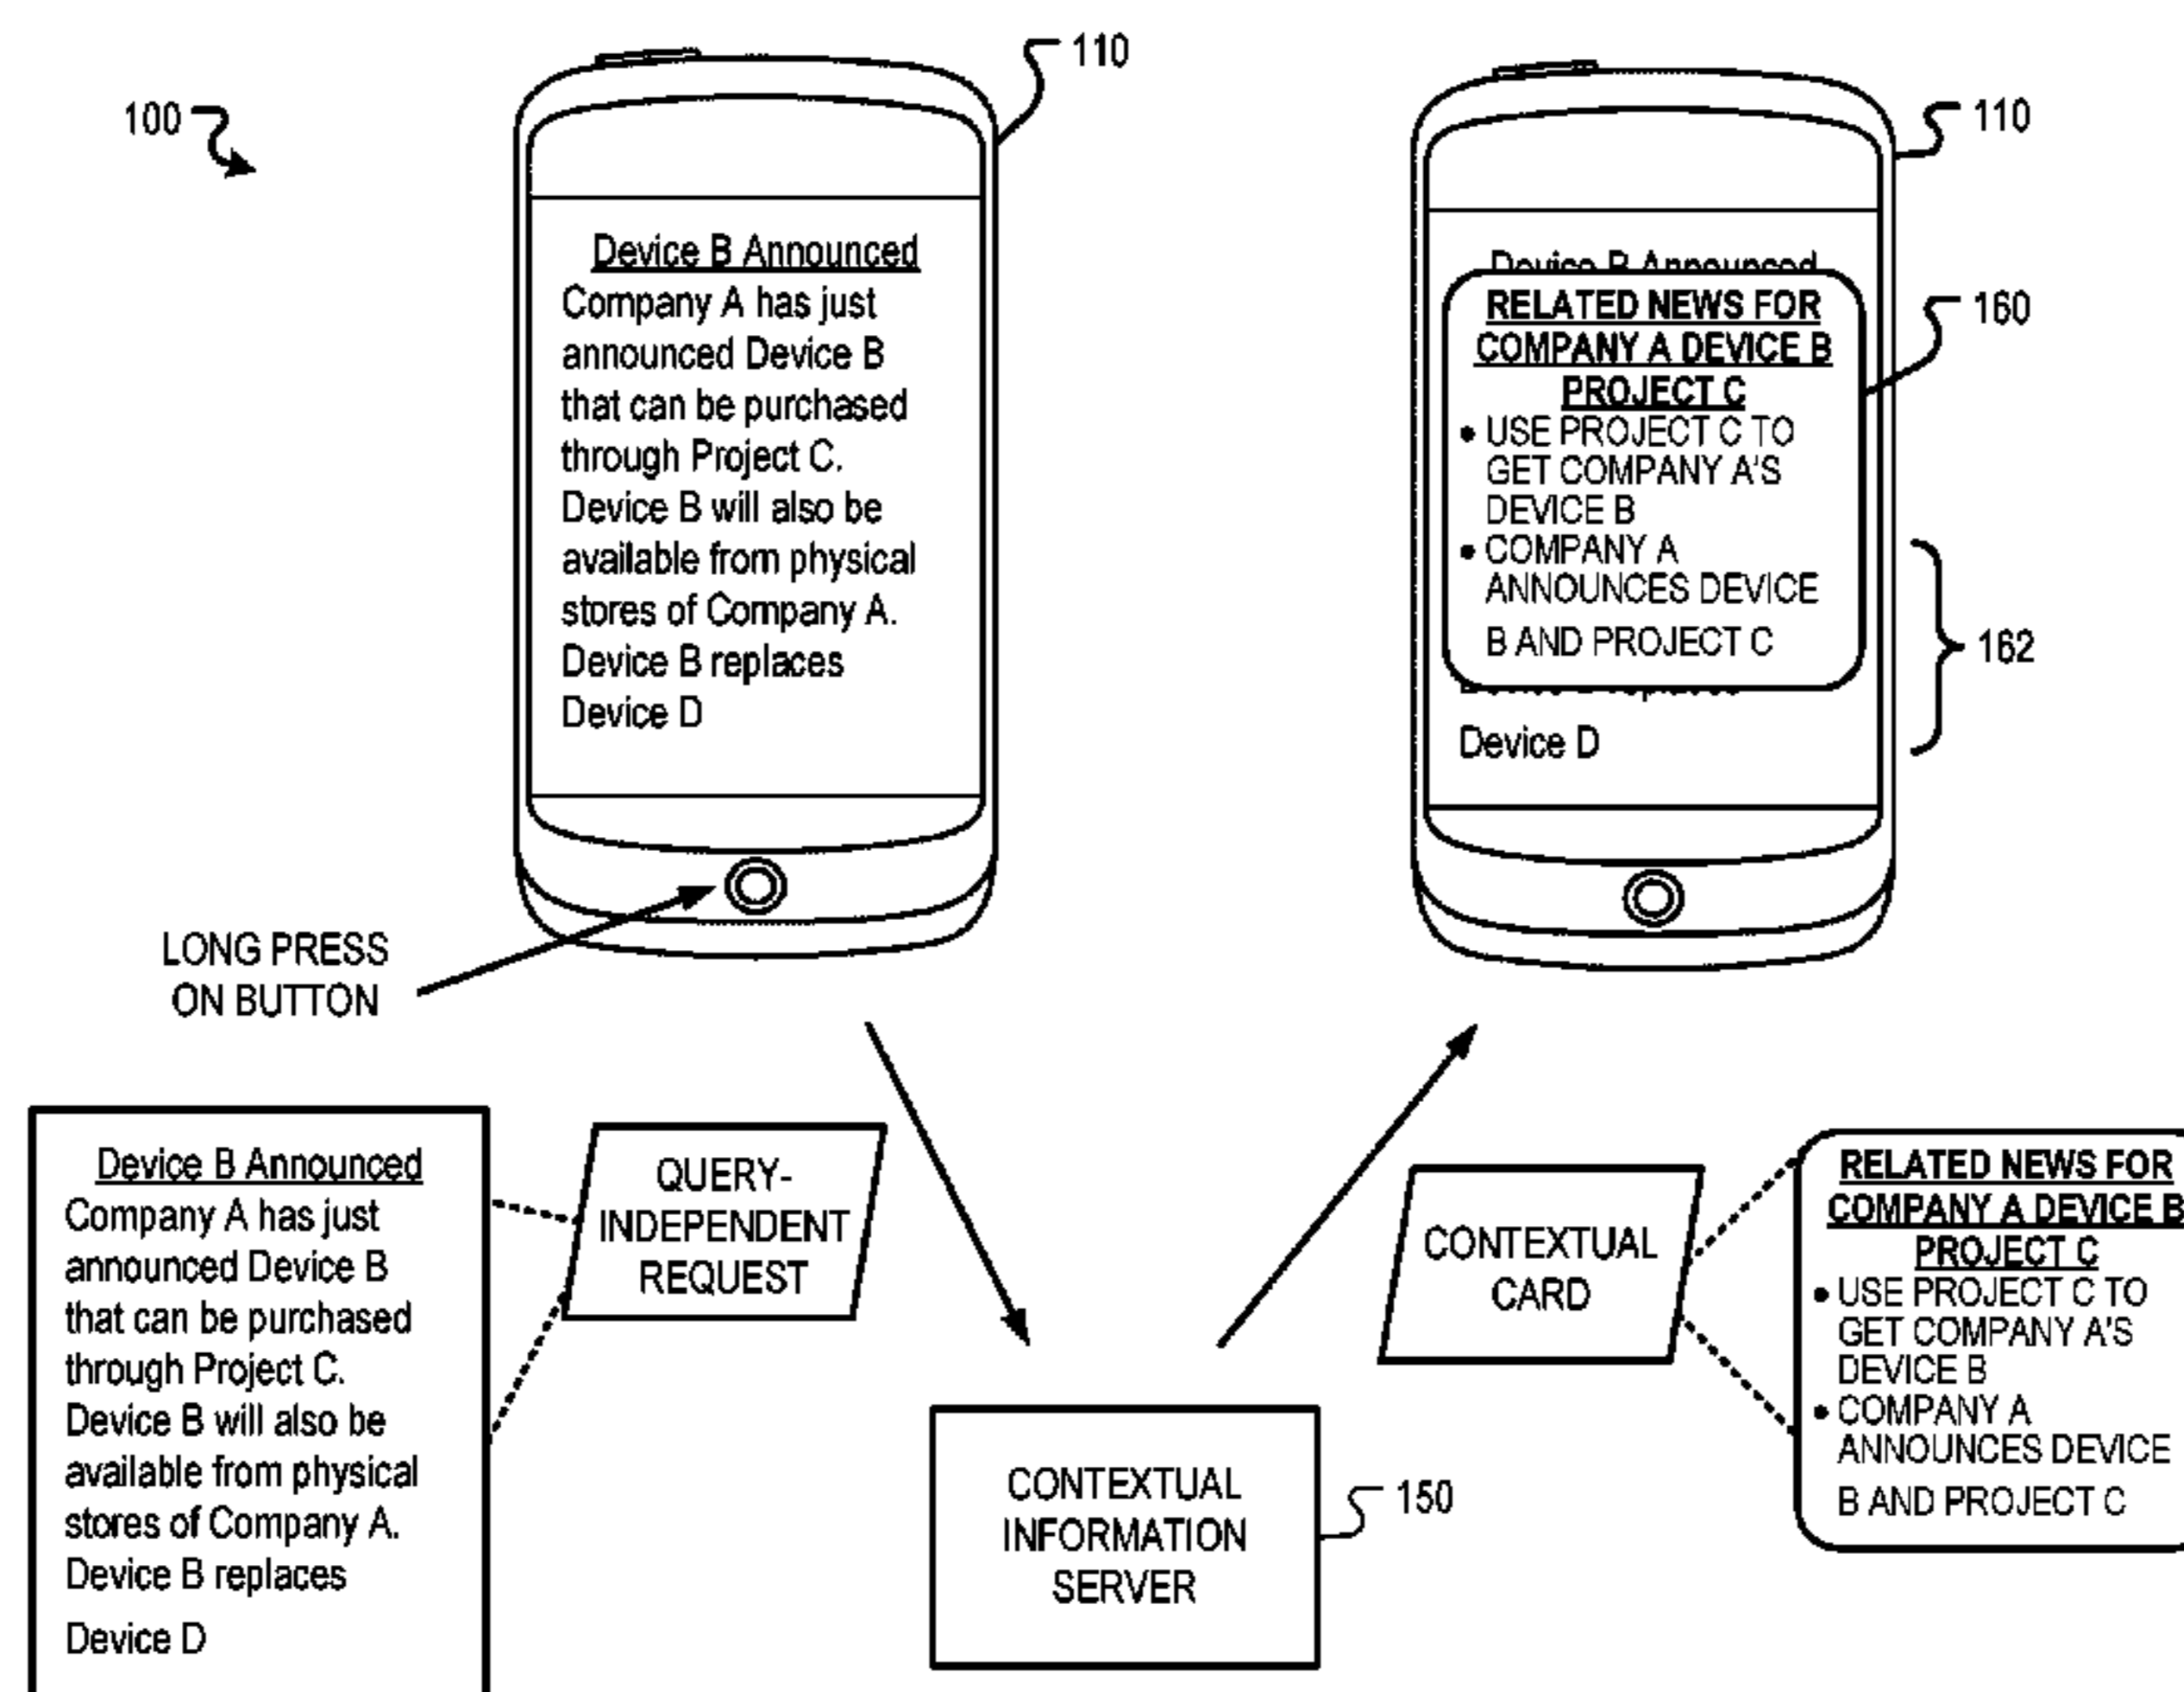 100
110
Device B Announced
Company A has just
announced Device B
that can be purchased
through Project C.
Device B will also be
available from physical
stores of Company A.
Device B replaces
Device D
LONG PRESS
ON BUTTON
110
Device B Announced
RELATED NEWS FOR
COMPANY A DEVICE B
PROJECT C
• USE PROJECT C TO
GET COMPANY A'S
DEVICE B
• COMPANY A
ANNOUNCES DEVICE
B AND PROJECT C
Device D
160
162
Device B Announced
Company A has just
announced Device B
that can be purchased
through Project C.
Device B will also be
available from physical
stores of Company A.
Device B replaces
Device D
QUERY-
INDEPENDENT
REQUEST
CONTEXTUAL
INFORMATION
SERVER
150
CONTEXTUAL
CARD
RELATED NEWS FOR
COMPANY A DEVICE B
PROJECT C
• USE PROJECT C TO
GET COMPANY A'S
DEVICE B
• COMPANY A
ANNOUNCES DEVICE
B AND PROJECT C